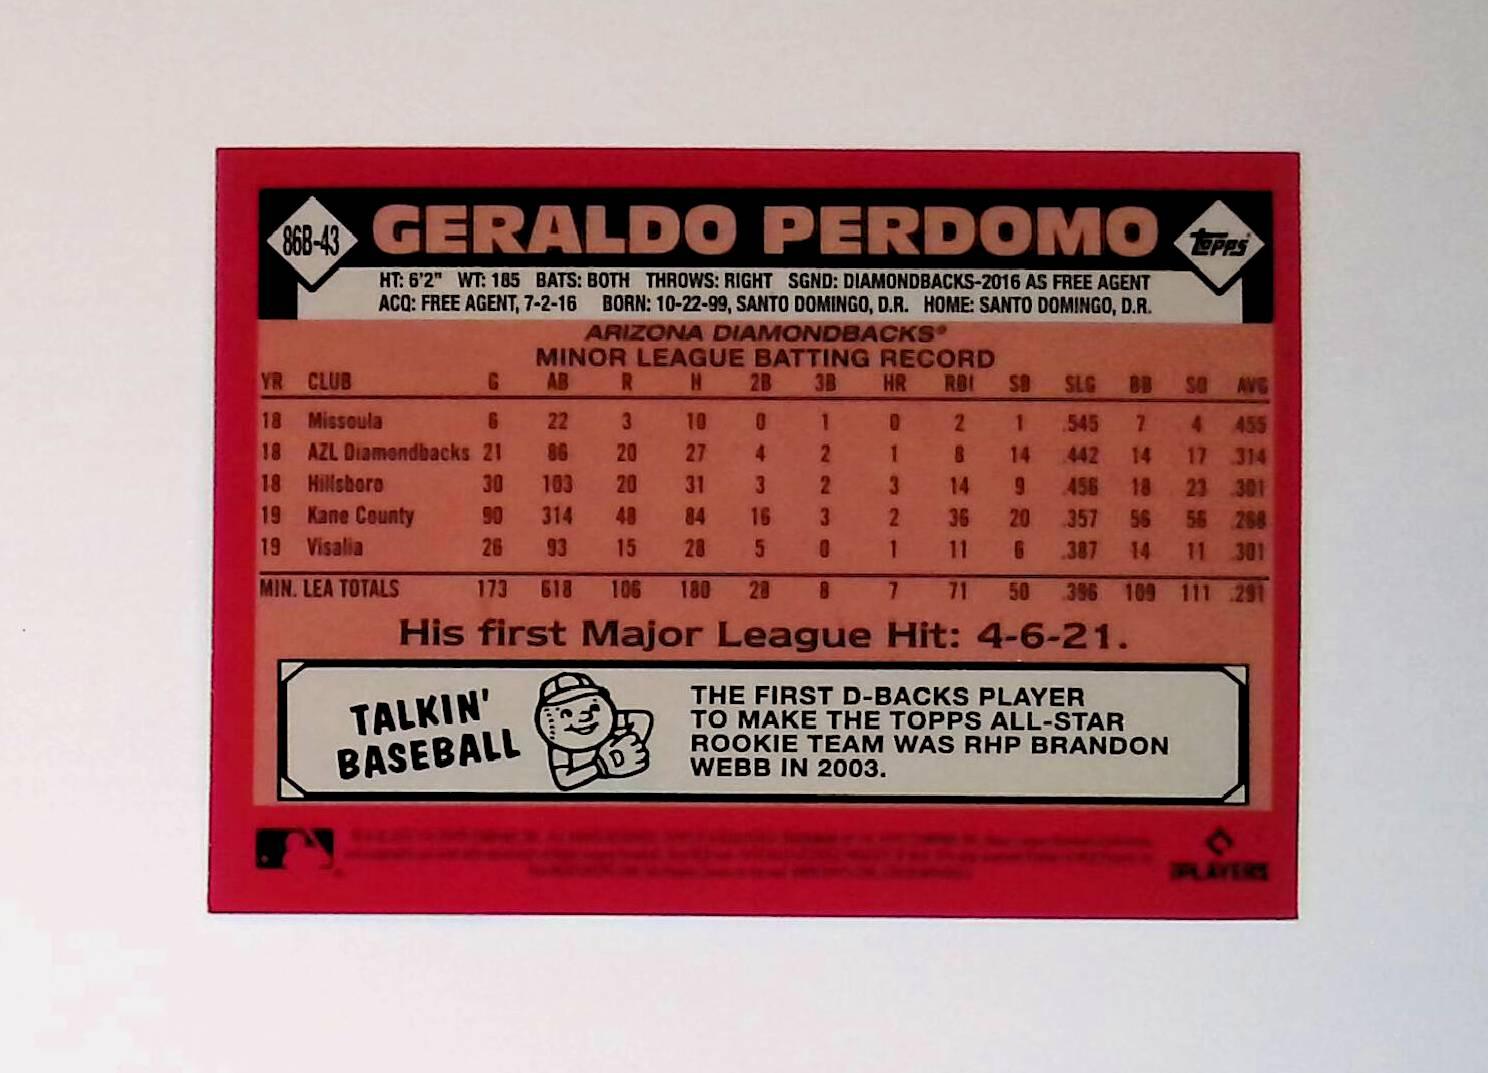 86B-43
GERALDO PERDOMO
Topps
HT: 6'2" WT: 185 BATS: BOTH THROWS: RIGHT SGND: DIAMONDBACKS-2016 AS FREE AGENT
ACQ: FREE AGENT, 7-2-16 BORN: 10-22-99, SANTO DOMINGO, D.R. HOME: SANTO DOMINGO, D.R.
ARIZONA DIAMONDBACKS®
MINOR LEAGUE BATTING RECORD
YR CLUB G AB R H 2B 3B HR RBI SB SLG BB SO AVG
18 Missoula 6 22 3 10 0 1 0 2 1 .545 7 4 .455
18 AZL Diamondbacks 21 86 20 27 4 2 1 8 14 .442 14 17 .314
18 Hillsboro 30 103 20 31 3 2 3 14 9 .456 18 23 .301
19 Kane County 90 314 48 84 16 3 2 36 20 .357 56 56 .268
19 Visalia 26 93 15 28 5 0 1 11 6 .387 14 11 .301
MIN. LEA TOTALS 173 618 106 180 28 8 7 71 50 .396 109 111 .291
His first Major League Hit: 4-6-21.
TALKIN'
BASEBALL
THE FIRST D-BACKS PLAYER
TO MAKE THE TOPPS ALL-STAR
ROOKIE TEAM WAS RHP BRANDON
WEBB IN 2003.
PLAYERS